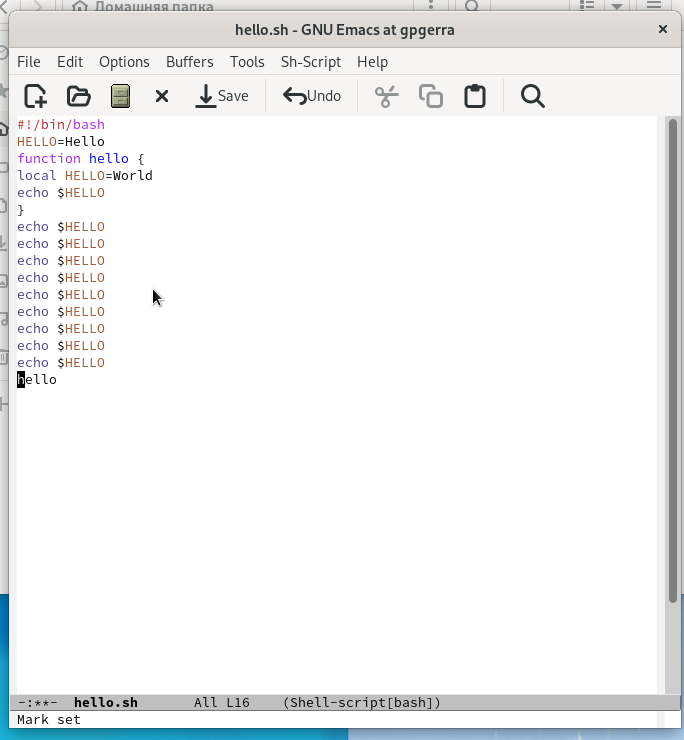 Домашняя папка
hello.sh - GNU Emacs at gpgerra
File Edit Options Buffers Tools Sh-Script Help
Save Undo
#!/bin/bash
HELLO=Hello
function hello {
local HELLO=World
echo $HELLO
}
echo $HELLO
echo $HELLO
echo $HELLO
echo $HELLO
echo $HELLO
echo $HELLO
echo $HELLO
echo $HELLO
echo $HELLO
hello
-:**- hello.sh All L16 (Shell-script[bash])
Mark set